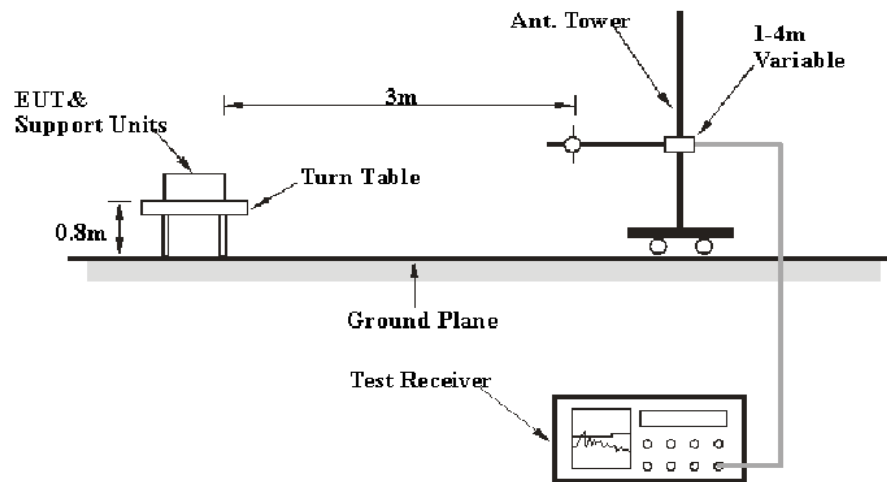 Ant. Tower
1-4m
Variable
3m
EUT&
Support Units
Turn Table
0.8m
Ground Plane
Test Receiver